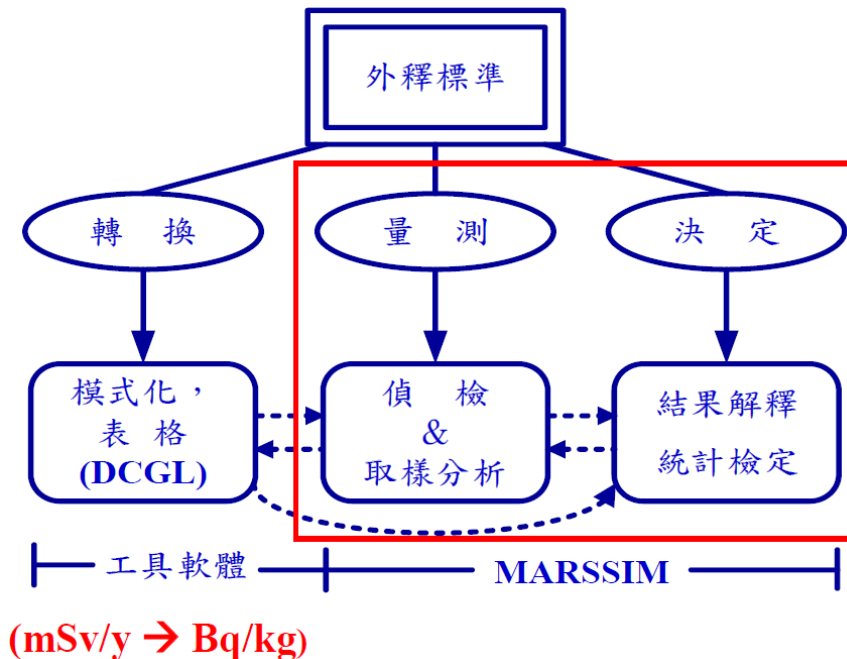 外釋標準
轉 換
量 測
決 定
模式化，
表 格
(DCGL)
偵 檢
&
取樣分析
結果解釋
統計檢定
工具軟體
MARSSIM
(mSv/y → Bq/kg)